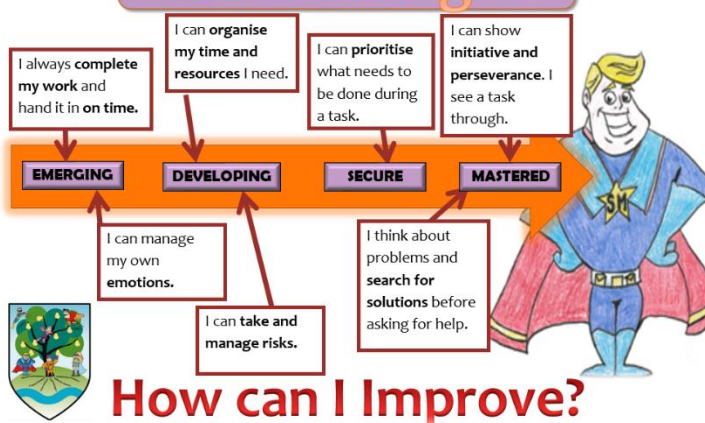 I always complete
my work and
hand it in on time.
I can organise
my time and
resources I need.
I can prioritise
what needs to
be done during
a task.
I can show
initiative and
perseverance. I
see a task
through.
EMERGING
DEVELOPING
SECURE
MASTERED
SM
I can manage
my own
emotions.
I can take and
manage risks.
I think about
problems and
search for
solutions before
asking for help.
How can I Improve?